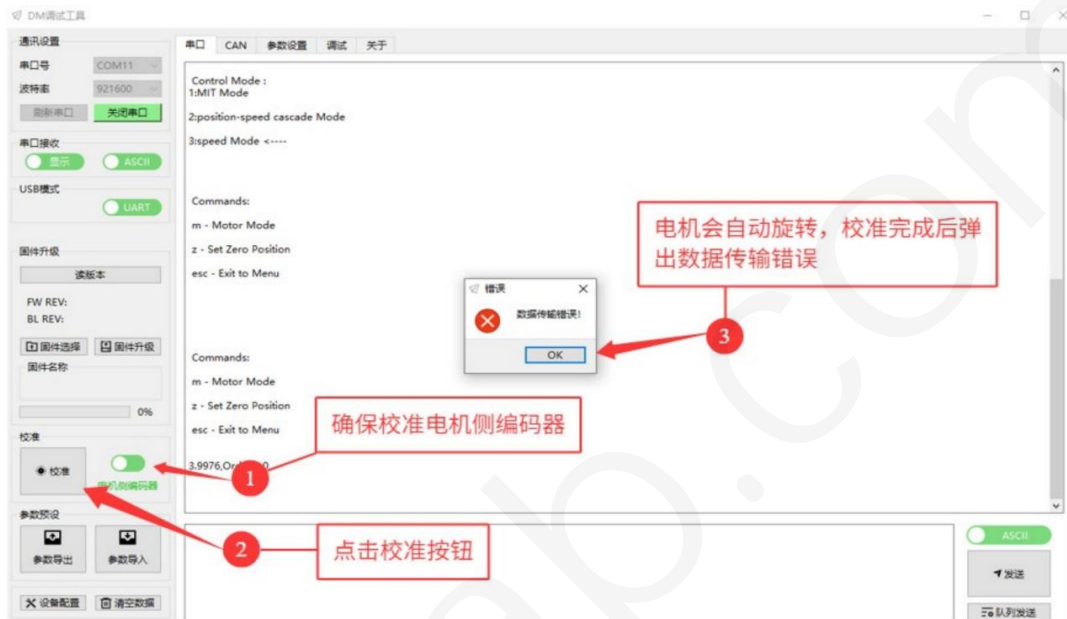 DM调试工具
通讯设置
串口号 COM11
波特率 921600
刷新串口 关闭串口
串口接收
显示 ASCII
USB模式
UART
固件升级
读版本
FW REV:
BL REV:
固件选择 固件升级
固件名称
0%
校准
校准
电机侧编码器
参数预设
参数导出 参数导入
设备配置 清空数据
串口 CAN 参数设置 调试 关于
Control Mode :
1:MIT Mode
2:position-speed cascade Mode
3:speed Mode <----
Commands:
m - Motor Mode
z - Set Zero Position
esc - Exit to Menu
Commands:
m - Motor Mode
z - Set Zero Position
esc - Exit to Menu
3.9976,
错误
数据传输错误!
OK
电机会自动旋转，校准完成后弹
出数据传输错误
3
确保校准电机侧编码器
1
2
点击校准按钮
ASCII
发送
队列发送